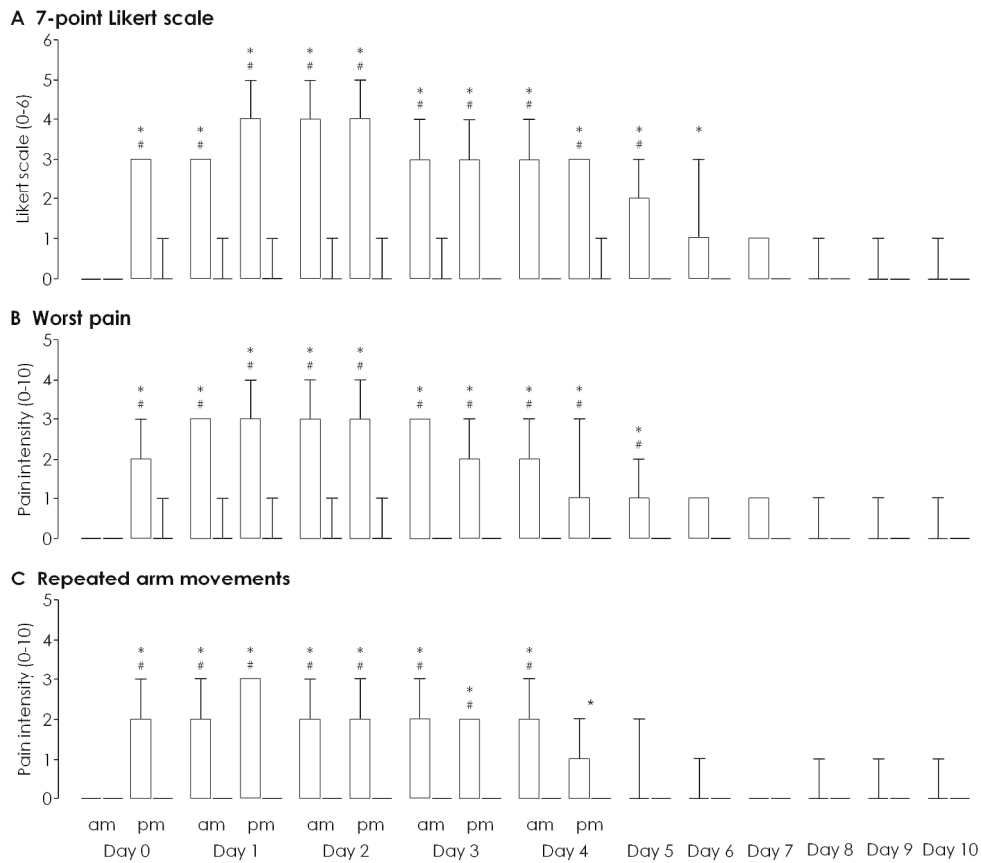 A 7-point Likert scale
Likert scale (0-6)
6
* * *
# # #
5
* * *
# # #
4
* * * * *
# # # #
3
2
1
0
B Worst pain
Pain intensity (0-10)
5
* * *
# # #
4
* * * * * *
# # # # # #
3
*
#
2
1
0
C Repeated arm movements
Pain intensity (0-10)
5
4
* * * * * * *
# # # # # # #
3
* *
#
2
1
0
am pm am pm am pm am pm am pm
Day 0 Day 1 Day 2 Day 3 Day 4 Day 5 Day 6 Day 7 Day 8 Day 9 Day 10